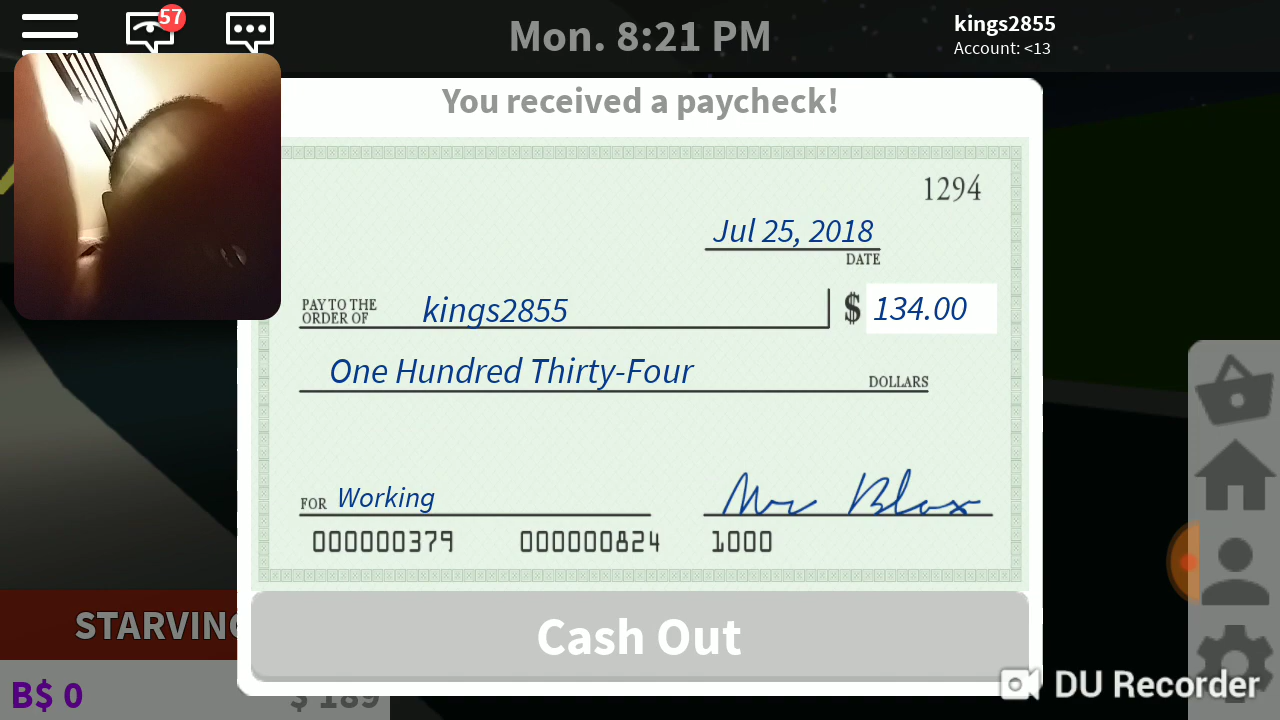 57
Mon. 8:21 PM
kings2855
Account: <13
You received a paycheck!
1294
Jul 25, 2018
DATE
PAY TO THE
ORDER OF
kings2855
$ 134.00
One Hundred Thirty-Four
DOLLARS
FOR Working
Mr Blox
000000379 000000824 1000
Cash Out
STARVING
B$ 0
$ 189
DU Recorder